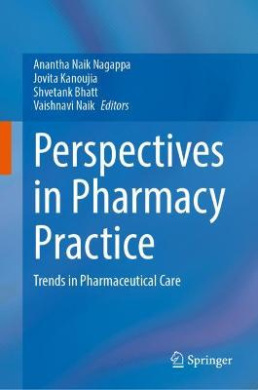 Anantha Naik Nagappa
Jovita Kanoujia
Shvetank Bhatt
Vaishnavi Naik Editors
Perspectives
in Pharmacy
Practice
Trends in Pharmaceutical Care
Springer